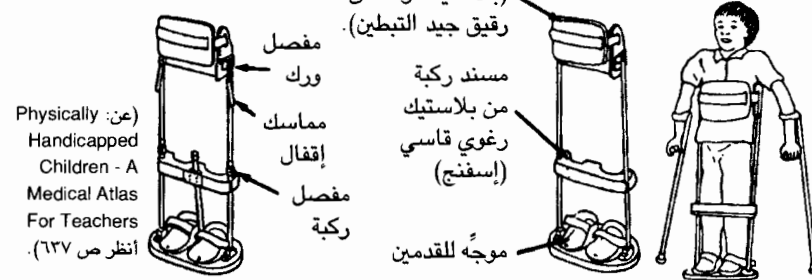 رقيق جيد التبطين).
مسند ركبة
من بلاستيك
رغوي قاسي
(إسفنج)
موجِّه للقدمين
مفصل
ورك
مماسك
إقفال
مفصل
ركبة
(عن: Physically
Handicapped
Children - A
Medical Atlas
For Teachers
أنظر ص ٦٣٧).